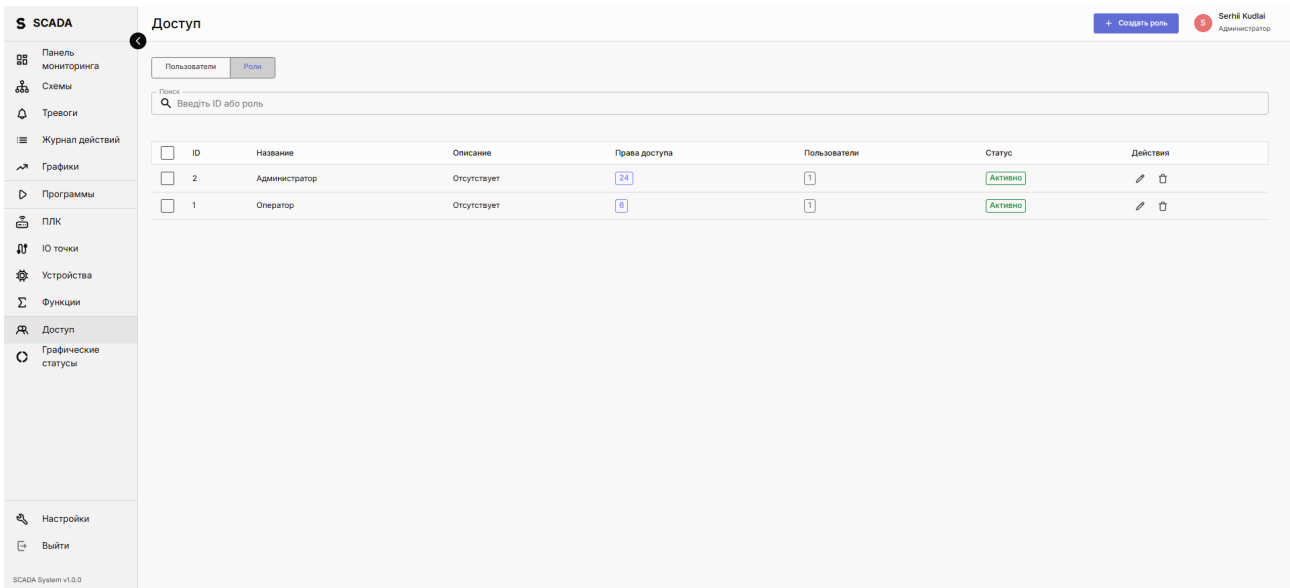 S SCADA
Доступ
+ Создать роль
S
Serhii Kudlai
Администратор
Панель
мониторинга
Схемы
Тревоги
Журнал действий
Графики
Программы
ПЛК
IO точки
Устройства
Функции
Доступ
Графические
статусы
Настройки
Выйти
SCADA System v1.0.0
Пользователи Роли
Поиск
Введіть ID або роль
ID Название Описание Права доступа Пользователи Статус Действия
2 Администратор Отсутствует 24 1 Активно
1 Оператор Отсутствует 6 1 Активно